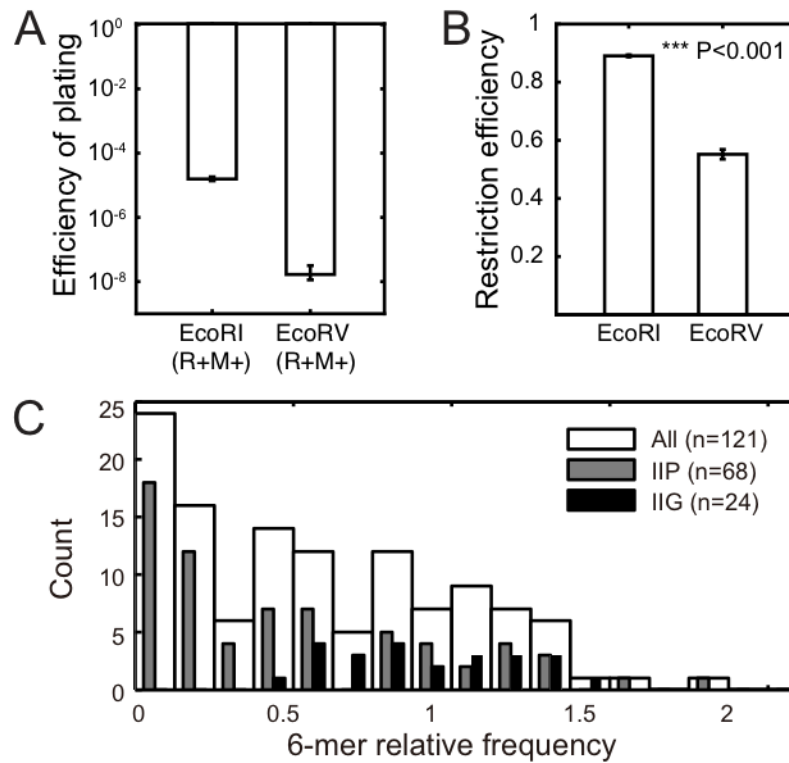 A
Efficiency of plating
10⁰
10⁻²
10⁻⁴
10⁻⁶
10⁻⁸
EcoRI EcoRV
(R+M+) (R+M+)
B
Restriction efficiency
1
0.8
0.6
0.4
0.2
*** P<0.001
EcoRI EcoRV
C
Count
25
20
15
10
5
0
All (n=121)
IIP (n=68)
IIG (n=24)
0 0.5 1 1.5 2
6-mer relative frequency